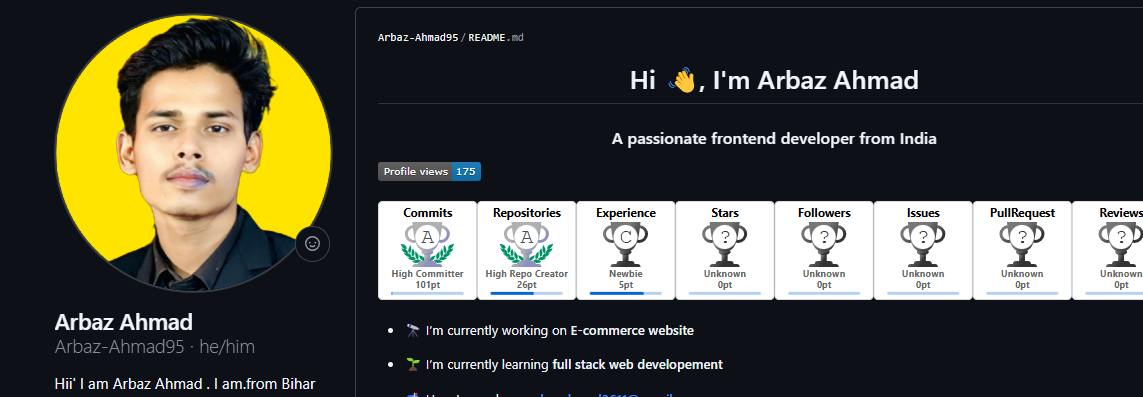 Arbaz-Ahmad95/README.md
Hi 👋, I'm Arbaz Ahmad
A passionate frontend developer from India
Profile views 175
Commits
A
High Committer
101pt
Repositories
A
High Repo Creator
26pt
Experience
C
Newbie
5pt
Stars
?
Unknown
0pt
Followers
?
Unknown
0pt
Issues
?
Unknown
0pt
PullRequest
?
Unknown
0pt
Reviews
?
Unknown
0pt
🔭 I’m currently working on E-commerce website
🌱 I’m currently learning full stack web developement
Arbaz Ahmad
Arbaz-Ahmad95 · he/him
Hii' I am Arbaz Ahmad . I am.from Bihar